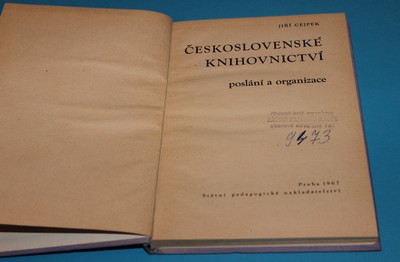 JIŘÍ CEJPEK
ČESKOSLOVENSKÉ
KNIHOVNICTVÍ
poslání a organizace
9473
Praha 1967
Státní pedagogické nakladatelství